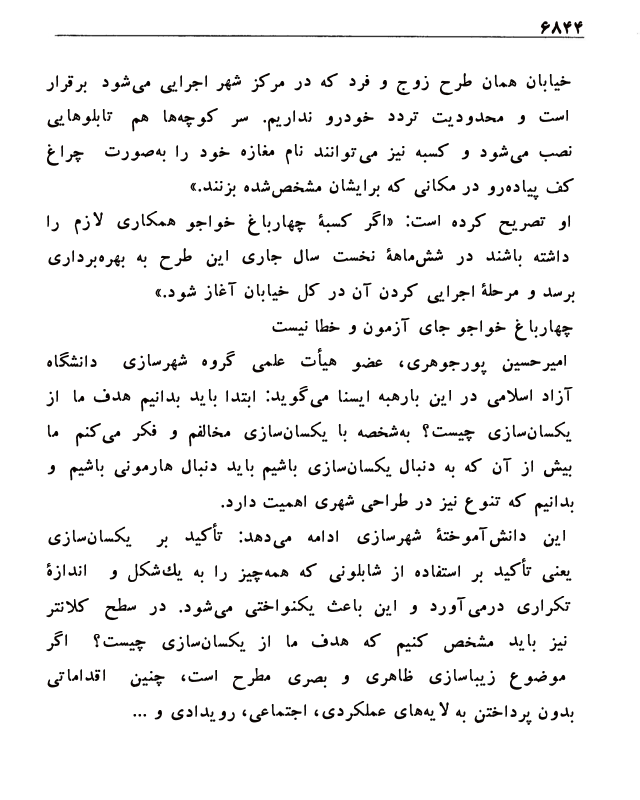 ۶۸۴۴
خیابان همان طرح زوج و فرد که در مرکز شهر اجرایی می‌شود برقرار
است و محدودیت تردد خودرو نداریم. سر کوچه‌ها هم تابلوهایی
نصب می‌شود و کسبه نیز می‌توانند نام مغازه خود را به‌صورت چراغ
کف پیاده‌رو در مکانی که برایشان مشخص‌شده بزنند.»
او تصریح کرده است: «اگر کسبهٔ چهارباغ خواجو همکاری لازم را
داشته باشند در شش‌ماههٔ نخست سال جاری این طرح به بهره‌برداری
برسد و مرحلهٔ اجرایی کردن آن در کل خیابان آغاز شود.»
چهارباغ خواجو جای آزمون و خطا نیست
امیرحسین پورجوهری، عضو هیأت علمی گروه شهرسازی دانشگاه
آزاد اسلامی در این بارهبه ایسنا می‌گوید: ابتدا باید بدانیم هدف ما از
یکسان‌سازی چیست؟ به‌شخصه با یکسان‌سازی مخالفم و فکر می‌کنم ما
بیش از آن که به دنبال یکسان‌سازی باشیم باید دنبال هارمونی باشیم و
بدانیم که تنوع نیز در طراحی شهری اهمیت دارد.
این دانش‌آموختهٔ شهرسازی ادامه می‌دهد: تأکید بر یکسان‌سازی
یعنی تأکید بر استفاده از شابلونی که همه‌چیز را به یك‌شکل و اندازهٔ
تکراری درمی‌آورد و این باعث یکنواختی می‌شود. در سطح کلانتر
نیز باید مشخص کنیم که هدف ما از یکسان‌سازی چیست؟ اگر
موضوع زیباسازی ظاهری و بصری مطرح است، چنین اقداماتی
بدون پرداختن به لایه‌های عملکردی، اجتماعی، رویدادی و ...